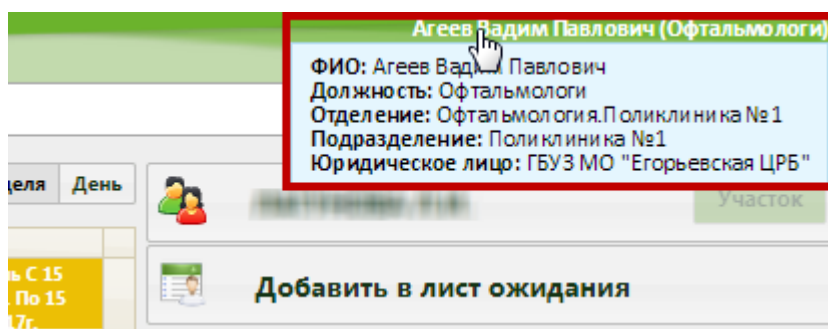 Агеев Вадим Павлович (Офтальмологи)
ФИО: Агеев Вадим Павлович
Должность: Офтальмологи
Отделение: Офтальмология.Поликлиника №1
Подразделение: Поликлиника №1
Юридическое лицо: ГБУЗ МО "Егорьевская ЦРБ"
День
Участок
С 15
По 15
17г.
Добавить в лист ожидания